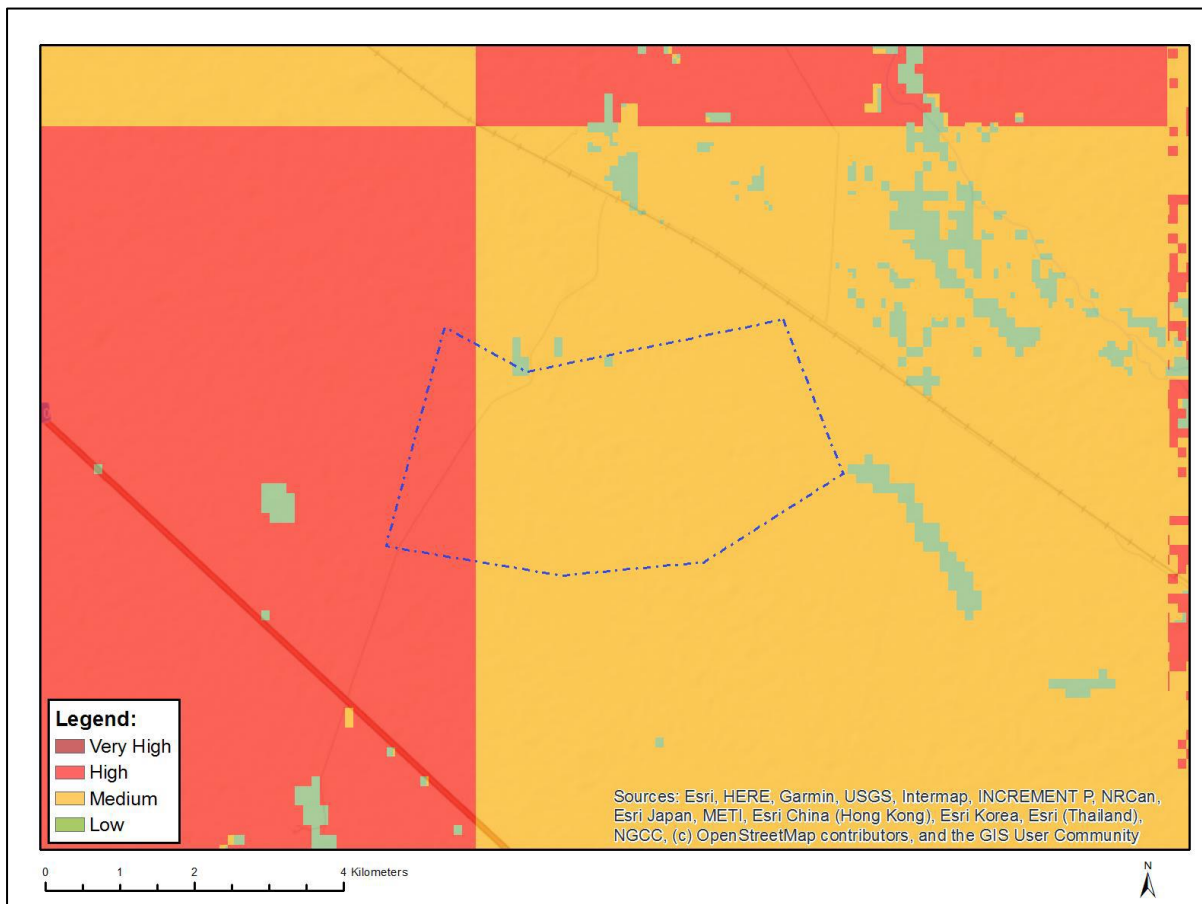 Legend:
Very High
High
Medium
Low
Sources: Esri, HERE, Garmin, USGS, Intermap, INCREMENT P, NRCan,
Esri Japan, METI, Esri China (Hong Kong), Esri Korea, Esri (Thailand),
NGCC, (c) OpenStreetMap contributors, and the GIS User Community
0 1 2 4 Kilometers
N